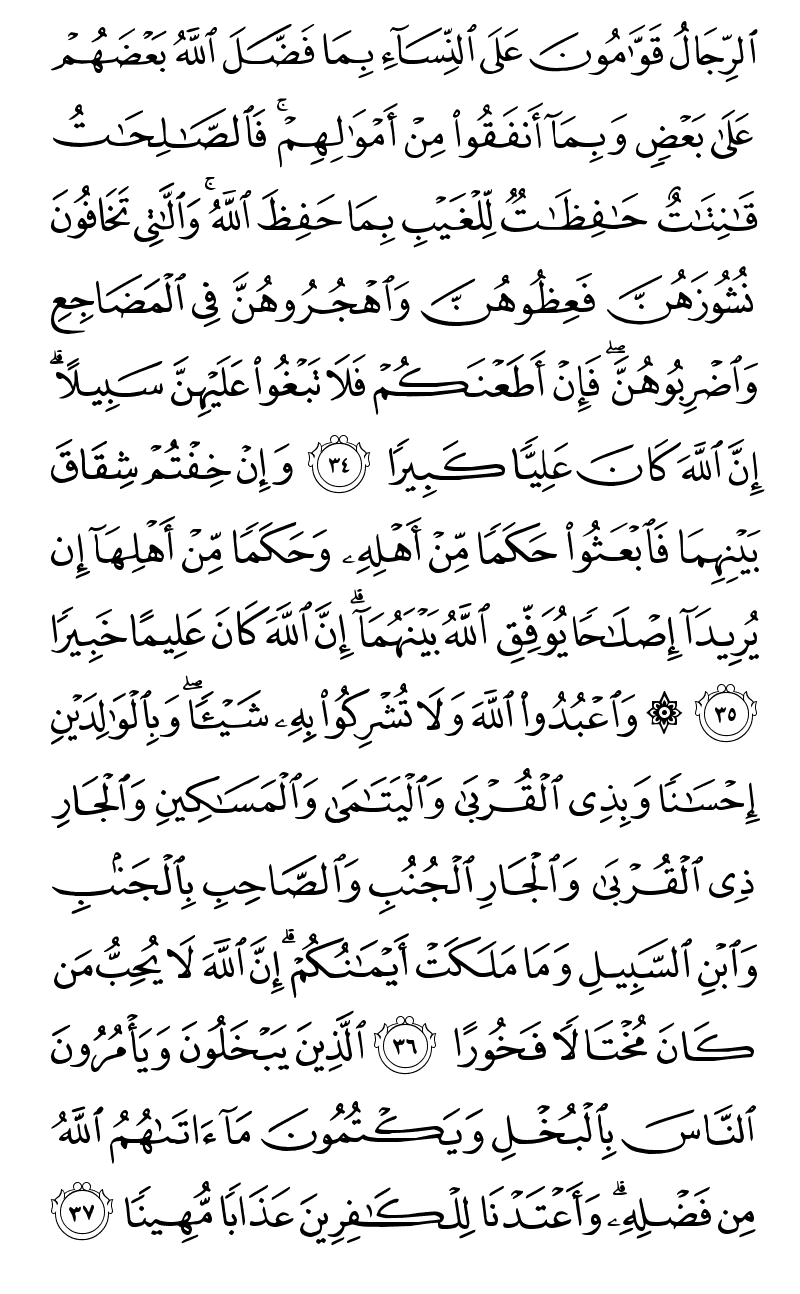 ٱلرِّجَالُ قَوَّٰمُونَ عَلَى ٱلنِّسَآءِ بِمَا فَضَّلَ ٱللَّهُ بَعۡضَهُمۡ
عَلَىٰ بَعۡضٖ وَبِمَآ أَنفَقُواْ مِنۡ أَمۡوَٰلِهِمۡۚ فَٱلصَّٰلِحَٰتُ
قَٰنِتَٰتٌ حَٰفِظَٰتٞ لِّلۡغَيۡبِ بِمَا حَفِظَ ٱللَّهُۚ وَٱلَّٰتِي تَخَافُونَ
نُشُوزَهُنَّ فَعِظُوهُنَّ وَٱهۡجُرُوهُنَّ فِي ٱلۡمَضَاجِعِ
وَٱضۡرِبُوهُنَّۖ فَإِنۡ أَطَعۡنَكُمۡ فَلَا تَبۡغُواْ عَلَيۡهِنَّ سَبِيلًاۗ
إِنَّ ٱللَّهَ كَانَ عَلِيّٗا كَبِيرٗا ٣٤ وَإِنۡ خِفۡتُمۡ شِقَاقَ
بَيۡنِهِمَا فَٱبۡعَثُواْ حَكَمٗا مِّنۡ أَهۡلِهِۦ وَحَكَمٗا مِّنۡ أَهۡلِهَآ إِن
يُرِيدَآ إِصۡلَٰحٗا يُوَفِّقِ ٱللَّهُ بَيۡنَهُمَآۗ إِنَّ ٱللَّهَ كَانَ عَلِيمًا خَبِيرٗا
٣٥ ۞ وَٱعۡبُدُواْ ٱللَّهَ وَلَا تُشۡرِكُواْ بِهِۦ شَيۡـٔٗاۖ وَبِٱلۡوَٰلِدَيۡنِ
إِحۡسَٰنٗا وَبِذِي ٱلۡقُرۡبَىٰ وَٱلۡيَتَٰمَىٰ وَٱلۡمَسَٰكِينِ وَٱلۡجَارِ
ذِي ٱلۡقُرۡبَىٰ وَٱلۡجَارِ ٱلۡجُنُبِ وَٱلصَّاحِبِ بِٱلۡجَنۢبِ
وَٱبۡنِ ٱلسَّبِيلِ وَمَا مَلَكَتۡ أَيۡمَٰنُكُمۡۗ إِنَّ ٱللَّهَ لَا يُحِبُّ مَن
كَانَ مُخۡتَالٗا فَخُورًا ٣٦ ٱلَّذِينَ يَبۡخَلُونَ وَيَأۡمُرُونَ
ٱلنَّاسَ بِٱلۡبُخۡلِ وَيَكۡتُمُونَ مَآ ءَاتَىٰهُمُ ٱللَّهُ
مِن فَضۡلِهِۦۗ وَأَعۡتَدۡنَا لِلۡكَٰفِرِينَ عَذَابٗا مُّهِينٗا ٣٧